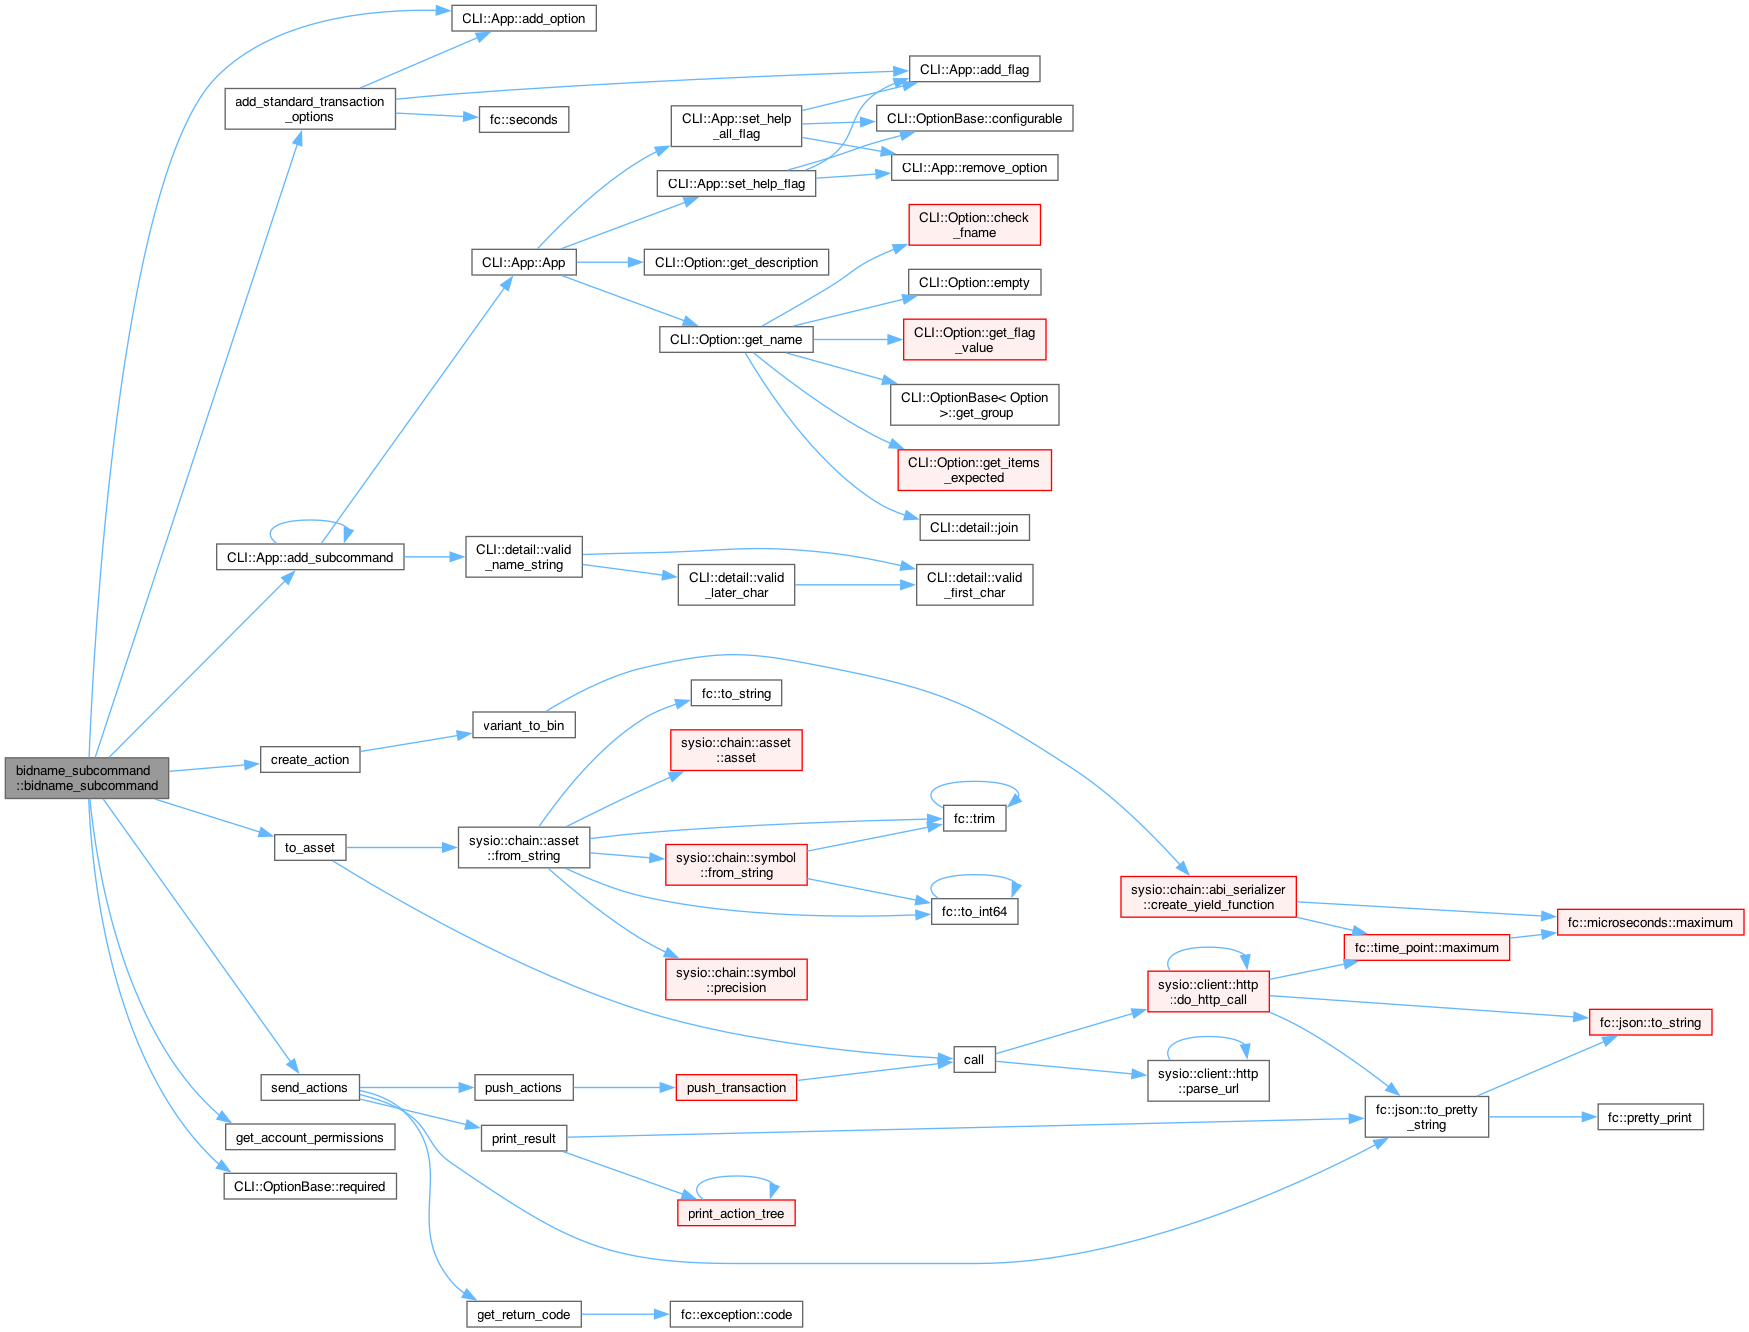 CLI::App::add_option
add_standard_transaction
_options
fc::seconds
CLI::App::add_flag
CLI::App::set_help
_all_flag
CLI::OptionBase::configurable
CLI::App::remove_option
CLI::App::set_help_flag
CLI::Option::check
_fname
CLI::App::App
CLI::Option::get_description
CLI::Option::empty
CLI::Option::get_name
CLI::Option::get_flag
_value
CLI::OptionBase< Option
>::get_group
CLI::Option::get_items
_expected
CLI::detail::join
CLI::App::add_subcommand
CLI::detail::valid
_name_string
CLI::detail::valid
_later_char
CLI::detail::valid
_first_char
fc::to_string
variant_to_bin
sysio::chain::asset
::asset
create_action
bidname_subcommand
::bidname_subcommand
fc::trim
to_asset
sysio::chain::asset
::from_string
sysio::chain::symbol
::from_string
fc::to_int64
sysio::chain::abi_serializer
::create_yield_function
fc::microseconds::maximum
fc::time_point::maximum
sysio::chain::symbol
::precision
sysio::client::http
::do_http_call
fc::json::to_string
call
sysio::client::http
::parse_url
send_actions
push_actions
push_transaction
fc::json::to_pretty
_string
fc::pretty_print
get_account_permissions
print_result
CLI::OptionBase::required
print_action_tree
get_return_code
fc::exception::code